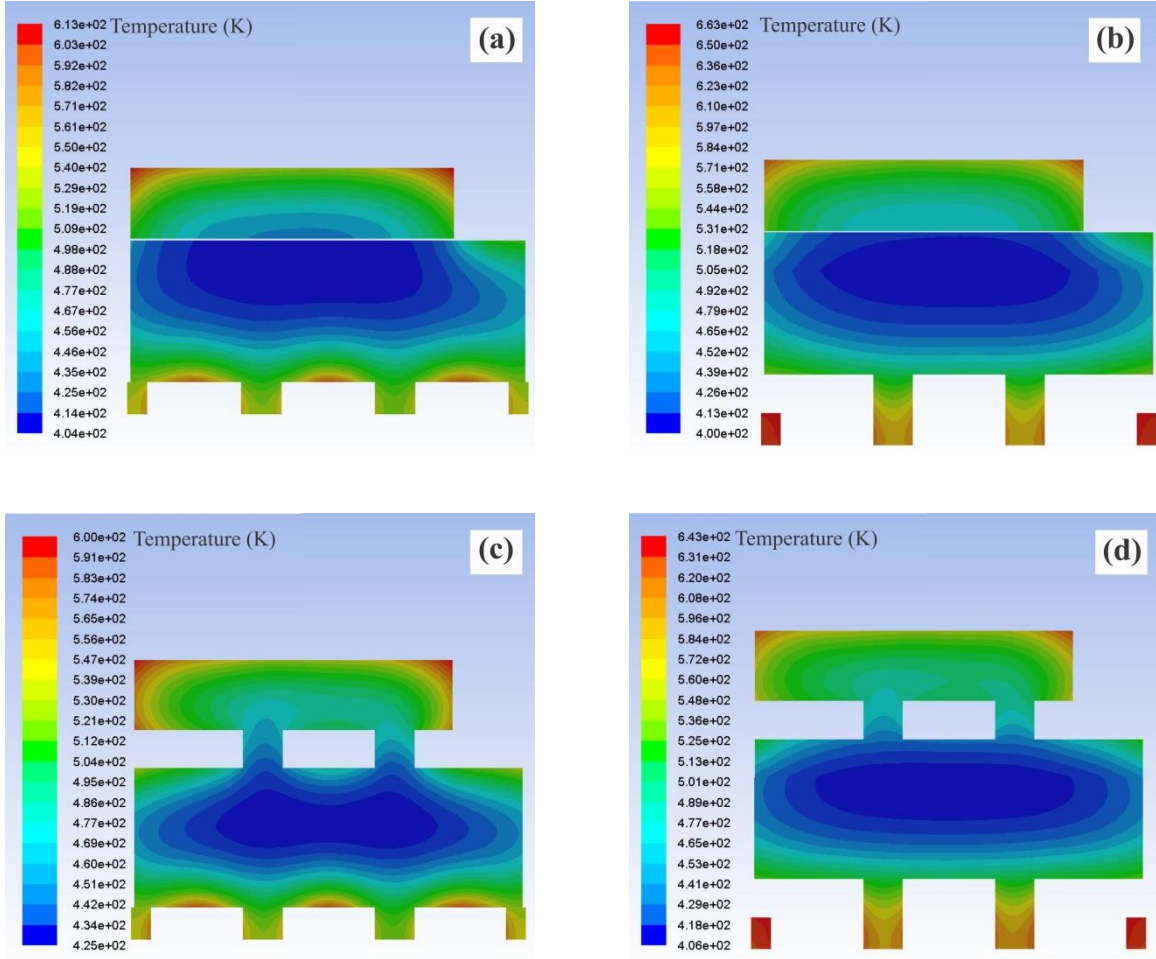 Temperature (K)
(a)
6.13e+02
6.03e+02
5.92e+02
5.82e+02
5.71e+02
5.61e+02
5.50e+02
5.40e+02
5.29e+02
5.19e+02
5.09e+02
4.98e+02
4.88e+02
4.77e+02
4.67e+02
4.56e+02
4.46e+02
4.35e+02
4.25e+02
4.14e+02
4.04e+02
Temperature (K)
(b)
6.63e+02
6.50e+02
6.36e+02
6.23e+02
6.10e+02
5.97e+02
5.84e+02
5.71e+02
5.58e+02
5.44e+02
5.31e+02
5.18e+02
5.05e+02
4.92e+02
4.79e+02
4.65e+02
4.52e+02
4.39e+02
4.26e+02
4.13e+02
4.00e+02
Temperature (K)
(c)
6.00e+02
5.91e+02
5.83e+02
5.74e+02
5.65e+02
5.56e+02
5.47e+02
5.39e+02
5.30e+02
5.21e+02
5.12e+02
5.04e+02
4.95e+02
4.86e+02
4.77e+02
4.69e+02
4.60e+02
4.51e+02
4.42e+02
4.34e+02
4.25e+02
Temperature (K)
(d)
6.43e+02
6.31e+02
6.20e+02
6.08e+02
5.96e+02
5.84e+02
5.72e+02
5.60e+02
5.48e+02
5.36e+02
5.25e+02
5.13e+02
5.01e+02
4.89e+02
4.77e+02
4.65e+02
4.53e+02
4.41e+02
4.29e+02
4.18e+02
4.06e+02